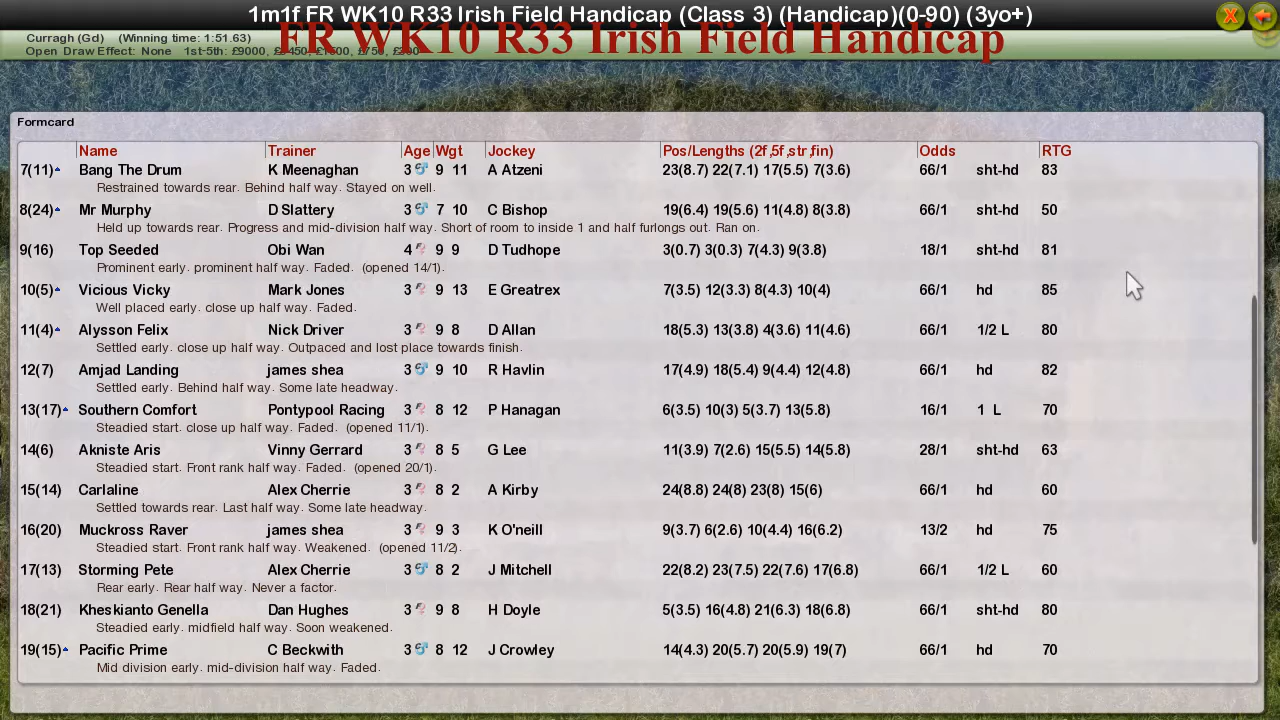 1m1f FR WK10 R33 Irish Field Handicap (Class 3) (Handicap)(0-90) (3yo+)
FR WK10 R33 Irish Field Handicap
Curragh (Gd) (Winning time: 1:51.63)
Open Draw Effect: None 1st-5th: £9000,
Formcard
Name Trainer Age Wgt Jockey Pos/Lengths (2f,5f,str,fin) Odds RTG
7(11) Bang The Drum K Meenaghan 3 9 11 A Atzeni 23(8.7) 22(7.1) 17(5.5) 7(3.6) 66/1 sht-hd 83
Restrained towards rear. Behind half way. Stayed on well.
8(24) Mr Murphy D Slattery 3 7 10 C Bishop 19(6.4) 19(5.6) 11(4.8) 8(3.8) 66/1 sht-hd 50
Held up towards rear. Progress and mid-division half way. Short of room to inside 1 and half furlongs out. Ran on.
9(16) Top Seeded Obi Wan 4 9 9 D Tudhope 3(0.7) 3(0.3) 7(4.3) 9(3.8) 18/1 sht-hd 81
Prominent early. prominent half way. Faded. (opened 14/1).
10(5) Vicious Vicky Mark Jones 3 9 13 E Greatrex 7(3.5) 12(3.3) 8(4.3) 10(4) 66/1 hd 85
Well placed early. close up half way. Faded.
11(4) Alysson Felix Nick Driver 3 9 8 D Allan 18(5.3) 13(3.8) 4(3.6) 11(4.6) 66/1 1/2 L 80
Settled early. close up half way. Outpaced and lost place towards finish.
12(7) Amjad Landing james shea 3 9 10 R Havlin 17(4.9) 18(5.4) 9(4.4) 12(4.8) 66/1 hd 82
Settled early. Behind half way. Some late headway.
13(17) Southern Comfort Pontypool Racing 3 8 12 P Hanagan 6(3.5) 10(3) 5(3.7) 13(5.8) 16/1 1 L 70
Steadied start. close up half way. Faded. (opened 11/1).
14(6) Akniste Aris Vinny Gerrard 3 8 5 G Lee 11(3.9) 7(2.6) 15(5.5) 14(5.8) 28/1 sht-hd 63
Steadied start. Front rank half way. Faded. (opened 20/1).
15(14) Carlaline Alex Cherrie 3 8 2 A Kirby 24(8.8) 24(8) 23(8) 15(6) 66/1 hd 60
Settled towards rear. Last half way. Some late headway.
16(20) Muckross Raver james shea 3 9 3 K O'neill 9(3.7) 6(2.6) 10(4.4) 16(6.2) 13/2 hd 75
Steadied start. Front rank half way. Weakened. (opened 11/2).
17(13) Storming Pete Alex Cherrie 3 8 2 J Mitchell 22(8.2) 23(7.5) 22(7.6) 17(6.8) 66/1 1/2 L 60
Rear early. Rear half way. Never a factor.
18(21) Kheskianto Genella Dan Hughes 3 9 8 H Doyle 5(3.5) 16(4.8) 21(6.3) 18(6.8) 66/1 sht-hd 80
Steadied early. midfield half way. Soon weakened.
19(15) Pacific Prime C Beckwith 3 8 12 J Crowley 14(4.3) 20(5.7) 20(5.9) 19(7) 66/1 hd 70
Mid division early. mid-division half way. Faded.